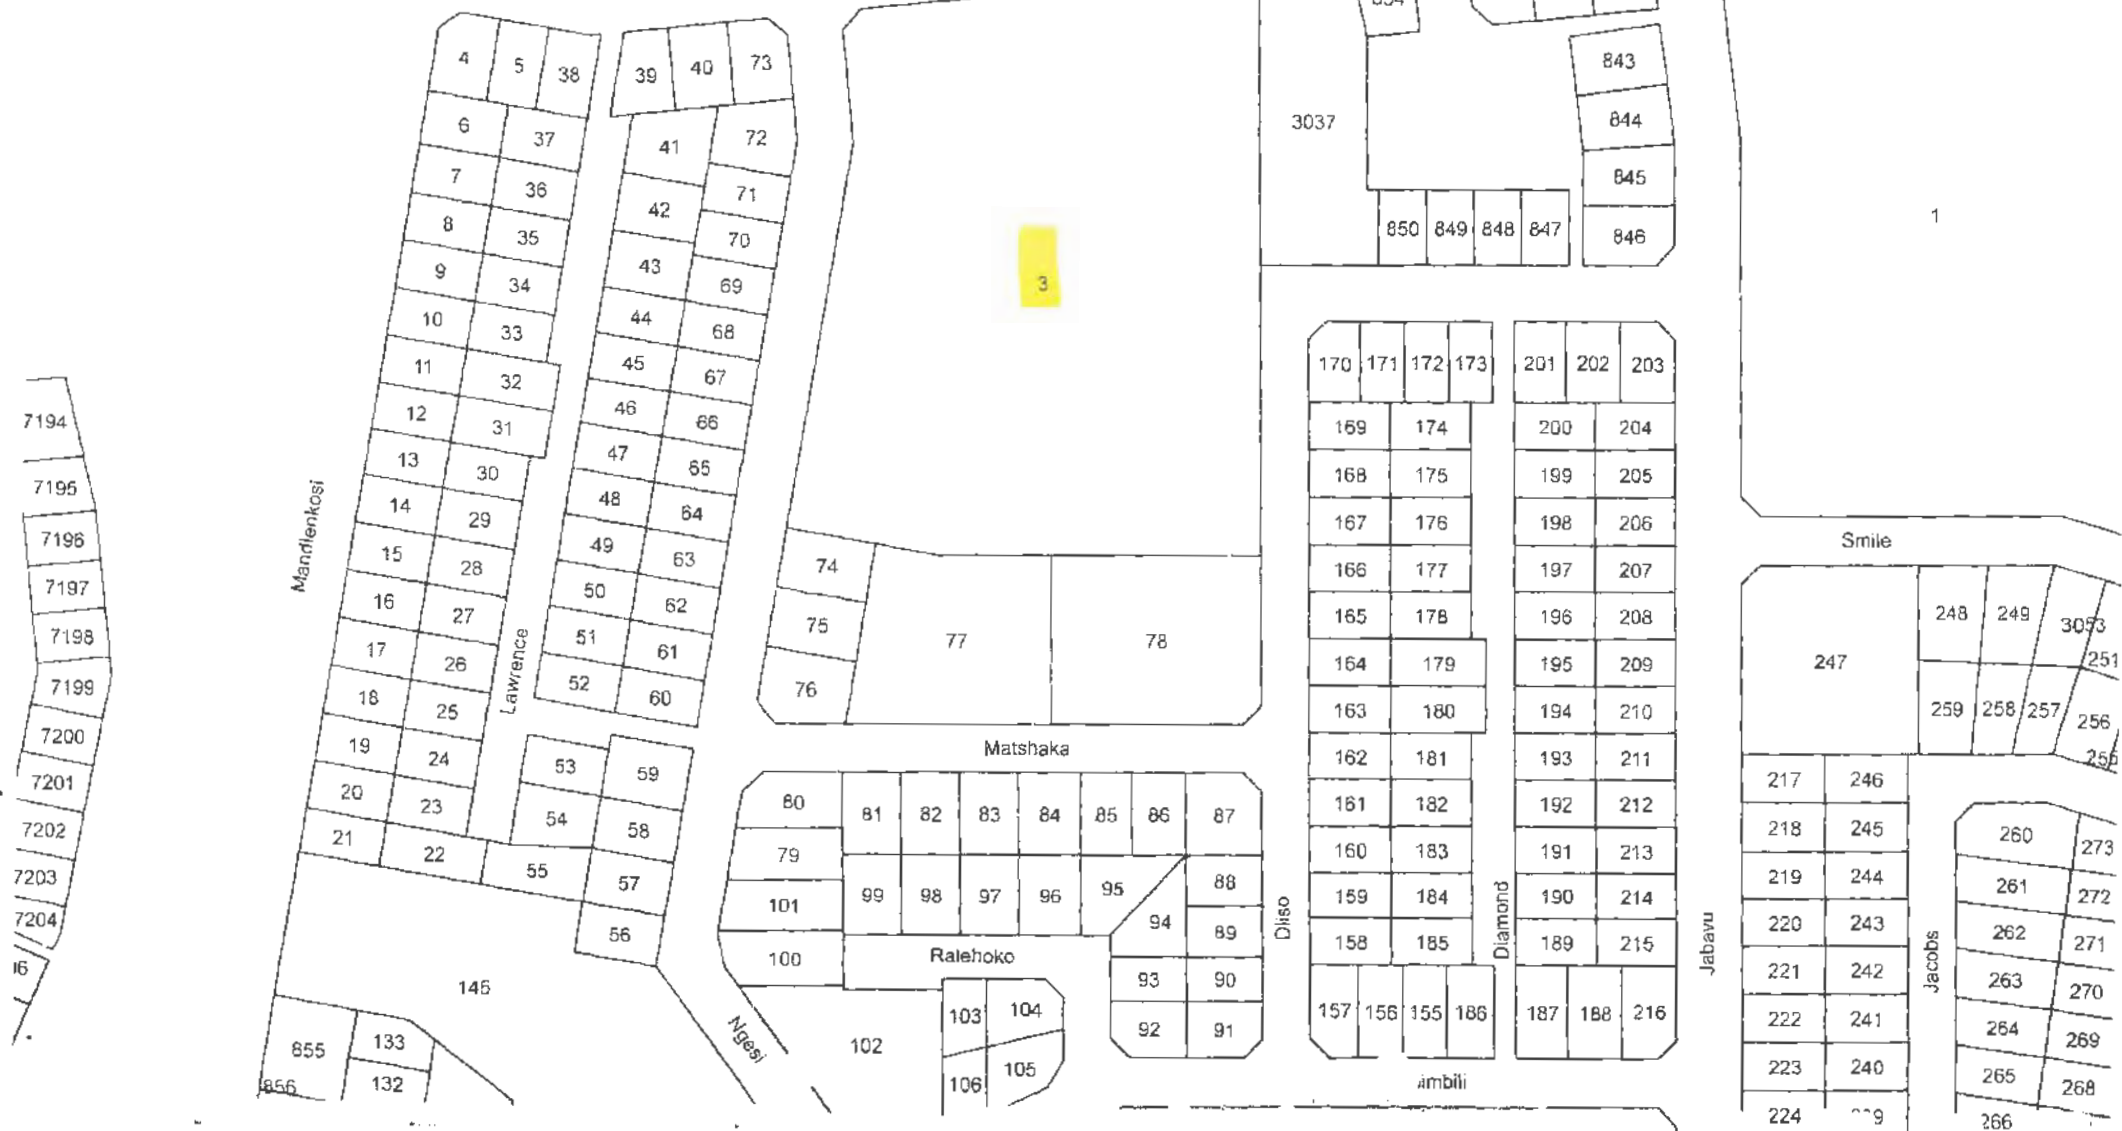 854
4 5 38 39 40 73 843
6 37 41 72 3037 844
7 36 71 845
8 35 42 70 850 849 848 847 846 1
9 34 43 69 3
10 33 44 68
11 32 45 67 170 171 172 173 201 202 203
7194 12 31 46 66 169 174 200 204
13 30 47 65 168 175 199 205
7195 14 29 48 64 167 176 198 206
Mandlenkosi
7196 15 28 49 63 74 166 177 197 207 Smile
7197 16 27 50 62 75 165 178 196 208 248 249 3053
7198 17 26 51 61 77 78 164 179 195 209 247 251
Lawrence
7199 18 25 52 60 76 163 180 194 210 259 258 257 256
7200 19 24 53 59 Matshaka 162 181 193 211 255
7201 20 23 80 161 182 192 212 217 246
7202 21 54 58 81 82 83 84 85 86 87 218 245 260 273
22 55 57 79 160 183 191 213
7203 101 99 98 97 96 95 88 159 184 190 214 219 244 261 272
7204 56 94 89 158 185 189 215 220 243 262 271
Dliso
Diamond
Jabavu
Jacobs
100 Ralehoko 93 90 221 242 263 270
146 103 104 92 91 157 156 155 186 187 188 216 222 241 264 269
Ngesi
855 133 102 105 223 240 265 268
856 132 106 224 266